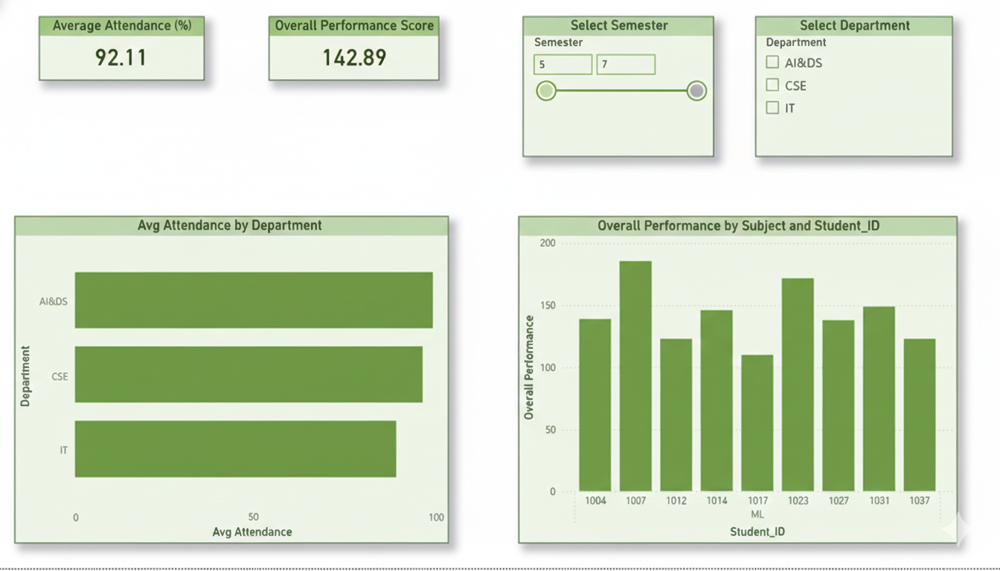 Average Attendance (%)
92.11
Overall Performance Score
142.89
Select Semester
Semester
5 7
Select Department
Department
AI&DS
CSE
IT
Avg Attendance by Department
Department
AI&DS
CSE
IT
0 50 100
Avg Attendance
Overall Performance by Subject and Student_ID
Overall Performance
200
150
100
50
0
1004 1007 1012 1014 1017 1023 1027 1031 1037
ML
Student_ID